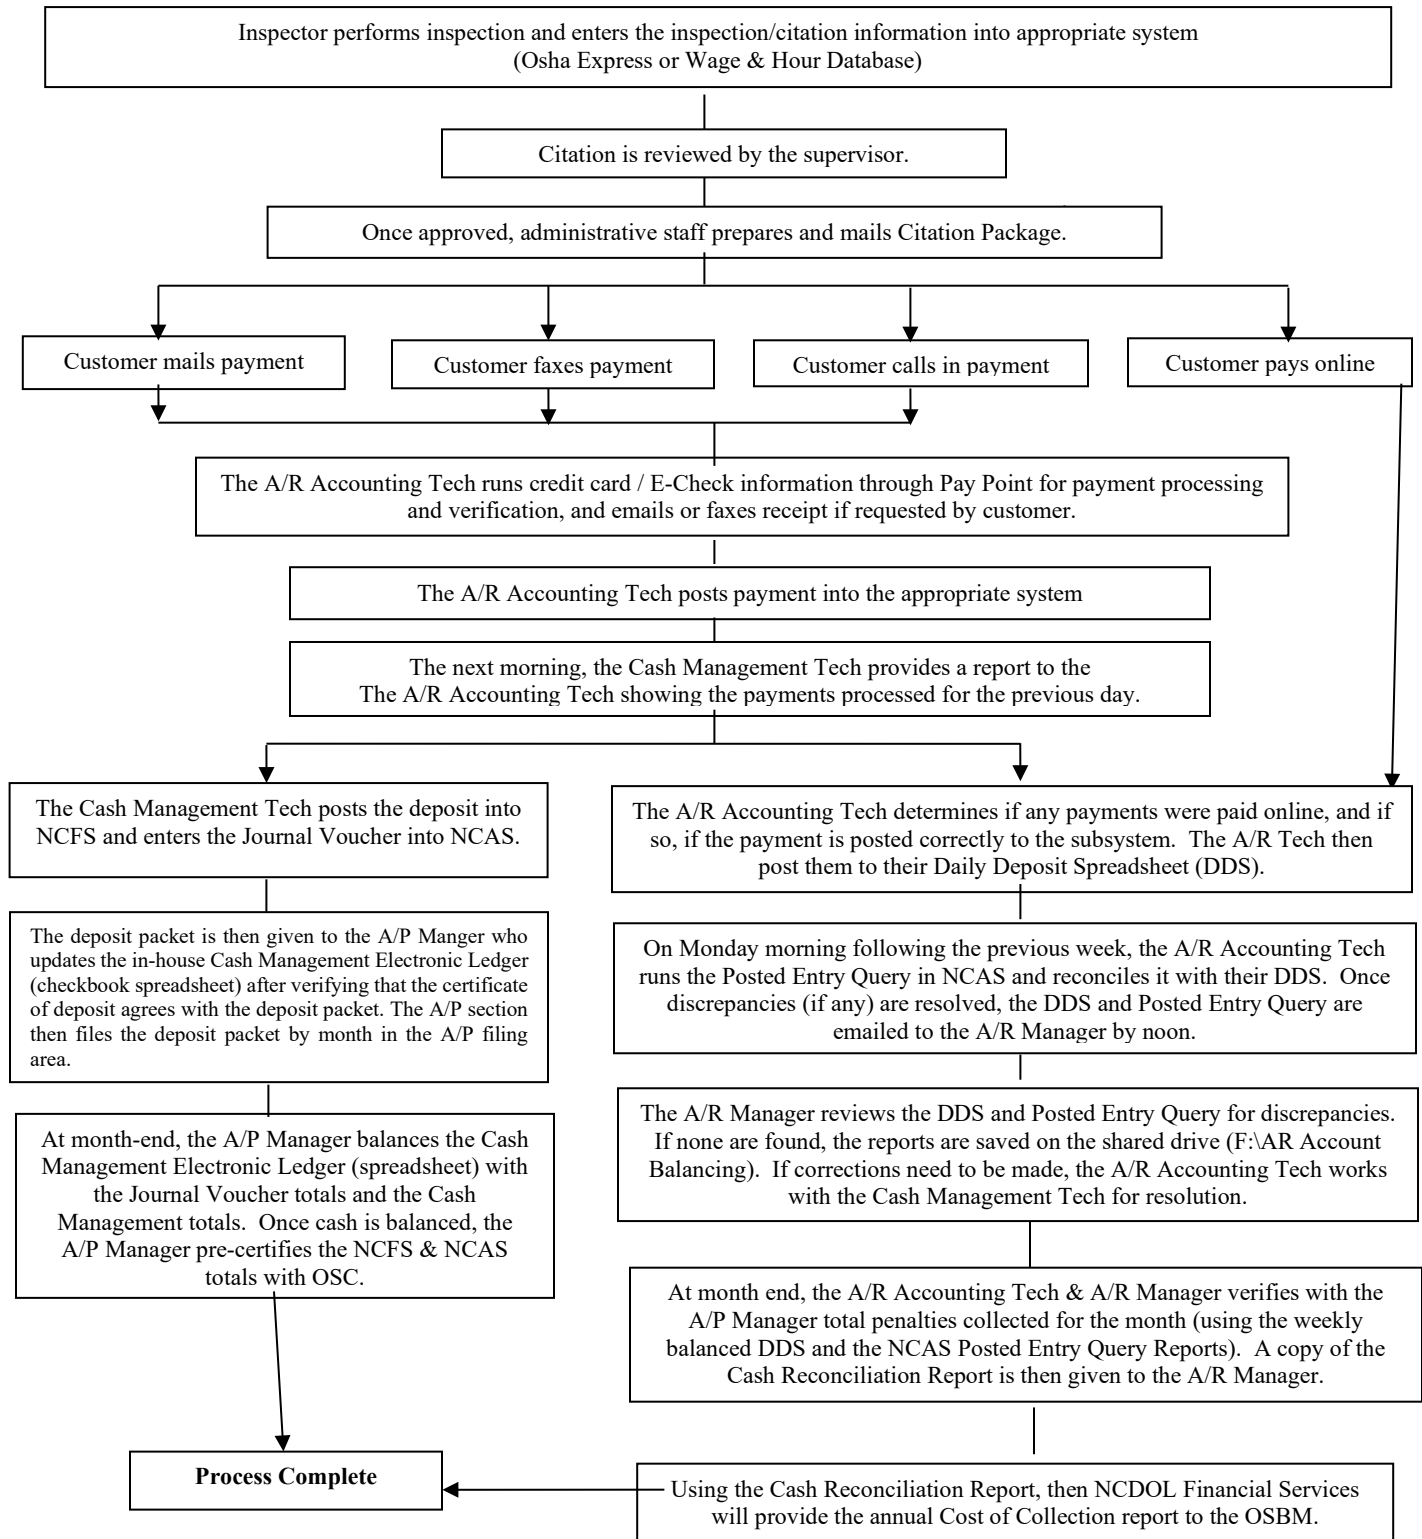 Inspector performs inspection and enters the inspection/citation information into appropriate system
(Osha Express or Wage & Hour Database)
Citation is reviewed by the supervisor.
Once approved, administrative staff prepares and mails Citation Package.
Customer mails payment
Customer faxes payment
Customer calls in payment
Customer pays online
The A/R Accounting Tech runs credit card / E-Check information through Pay Point for payment processing
and verification, and emails or faxes receipt if requested by customer.
The A/R Accounting Tech posts payment into the appropriate system
The next morning, the Cash Management Tech provides a report to the
The A/R Accounting Tech showing the payments processed for the previous day.
The Cash Management Tech posts the deposit into
NCFS and enters the Journal Voucher into NCAS.
The deposit packet is then given to the A/P Manger who
updates the in-house Cash Management Electronic Ledger
(checkbook spreadsheet) after verifying that the certificate
of deposit agrees with the deposit packet. The A/P section
then files the deposit packet by month in the A/P filing
area.
At month-end, the A/P Manager balances the Cash
Management Electronic Ledger (spreadsheet) with
the Journal Voucher totals and the Cash
Management totals. Once cash is balanced, the
A/P Manager pre-certifies the NCFS & NCAS
totals with OSC.
The A/R Accounting Tech determines if any payments were paid online, and if
so, if the payment is posted correctly to the subsystem. The A/R Tech then
post them to their Daily Deposit Spreadsheet (DDS).
On Monday morning following the previous week, the A/R Accounting Tech
runs the Posted Entry Query in NCAS and reconciles it with their DDS. Once
discrepancies (if any) are resolved, the DDS and Posted Entry Query are
emailed to the A/R Manager by noon.
The A/R Manager reviews the DDS and Posted Entry Query for discrepancies.
If none are found, the reports are saved on the shared drive (F:\AR Account
Balancing). If corrections need to be made, the A/R Accounting Tech works
with the Cash Management Tech for resolution.
At month end, the A/R Accounting Tech & A/R Manager verifies with the
A/P Manager total penalties collected for the month (using the weekly
balanced DDS and the NCAS Posted Entry Query Reports). A copy of the
Cash Reconciliation Report is then given to the A/R Manager.
Using the Cash Reconciliation Report, then NCDOL Financial Services
will provide the annual Cost of Collection report to the OSBM.
Process Complete